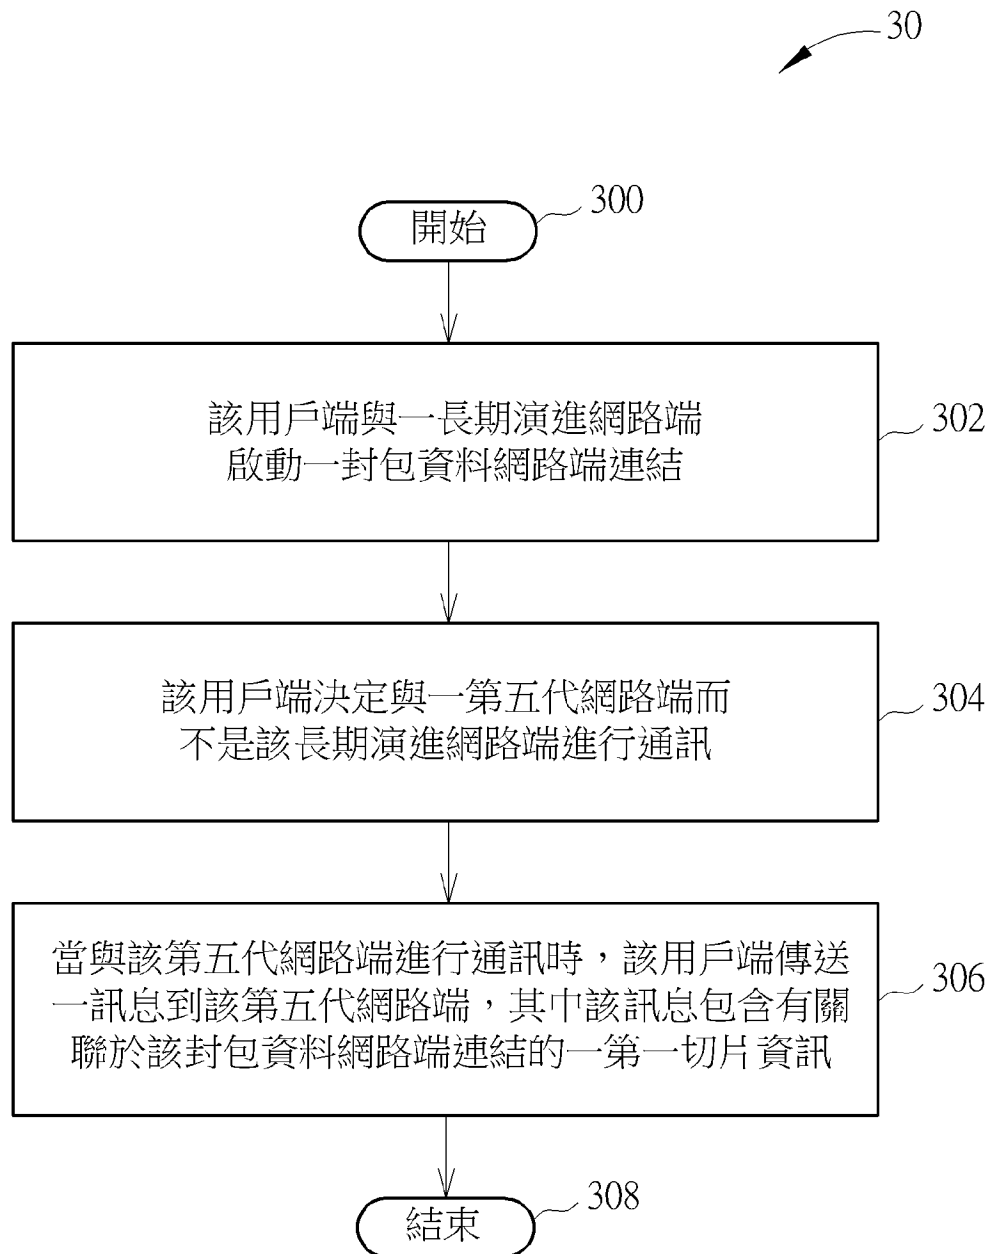 30
開始
300
該用戶端與一長期演進網路端
啟動一封包資料網路端連結
302
該用戶端決定與一第五代網路端而
不是該長期演進網路端進行通訊
304
當與該第五代網路端進行通訊時，該用戶端傳送
一訊息到該第五代網路端，其中該訊息包含有關
聯於該封包資料網路端連結的一第一切片資訊
306
結束
308